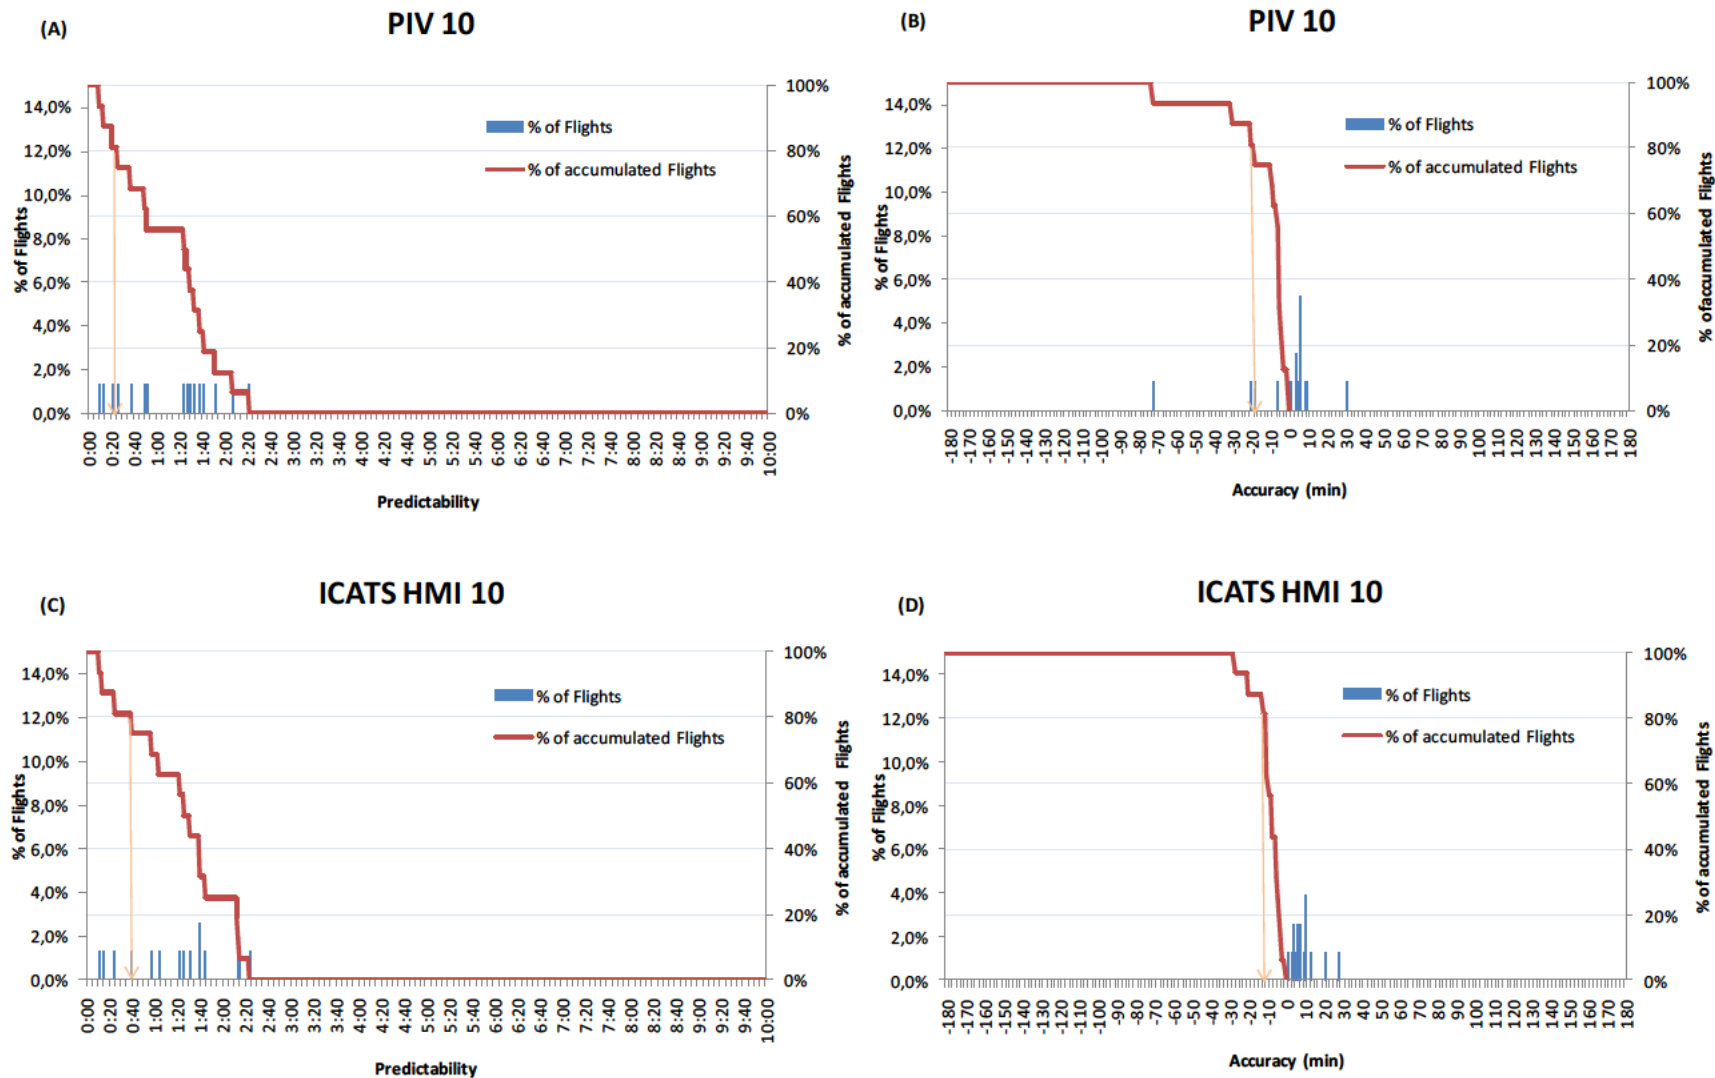 (A)
PIV 10
14,0%
12,0%
10,0%
8,0%
6,0%
4,0%
2,0%
0,0%
% of Flights
100%
80%
60%
40%
20%
0%
% of accumulated Flights
% of Flights
% of accumulated Flights
0:00 0:20 0:40 1:00 1:20 1:40 2:00 2:20 2:40 3:00 3:20 3:40 4:00 4:20 4:40 5:00 5:20 5:40 6:00 6:20 6:40 7:00 7:20 7:40 8:00 8:20 8:40 9:00 9:20 9:40 10:00
Predictability
(B)
PIV 10
14,0%
12,0%
10,0%
8,0%
6,0%
4,0%
2,0%
0,0%
% of Flights
100%
80%
60%
40%
20%
0%
% ofaccumulated Flights
% of Flights
% of accumulated Flights
-180 -170 -160 -150 -140 -130 -120 -110 -100 -90 -80 -70 -60 -50 -40 -30 -20 -10 0 10 20 30 40 50 60 70 80 90 100 110 120 130 140 150 160 170 180
Accuracy (min)
(C)
ICATS HMI 10
14,0%
12,0%
10,0%
8,0%
6,0%
4,0%
2,0%
0,0%
% of Flights
100%
80%
60%
40%
20%
0%
% of accumulated Flights
% of Flights
% of accumulated Flights
0:00 0:20 0:40 1:00 1:20 1:40 2:00 2:20 2:40 3:00 3:20 3:40 4:00 4:20 4:40 5:00 5:20 5:40 6:00 6:20 6:40 7:00 7:20 7:40 8:00 8:20 8:40 9:00 9:20 9:40 10:00
Predictability
(D)
ICATS HMI 10
14,0%
12,0%
10,0%
8,0%
6,0%
4,0%
2,0%
0,0%
% of Flights
100%
80%
60%
40%
20%
0%
% of accumulated Flights
% of Flights
% of accumulated Flights
-180 -170 -160 -150 -140 -130 -120 -110 -100 -90 -80 -70 -60 -50 -40 -30 -20 -10 0 10 20 30 40 50 60 70 80 90 100 110 120 130 140 150 160 170 180
Accuracy (min)